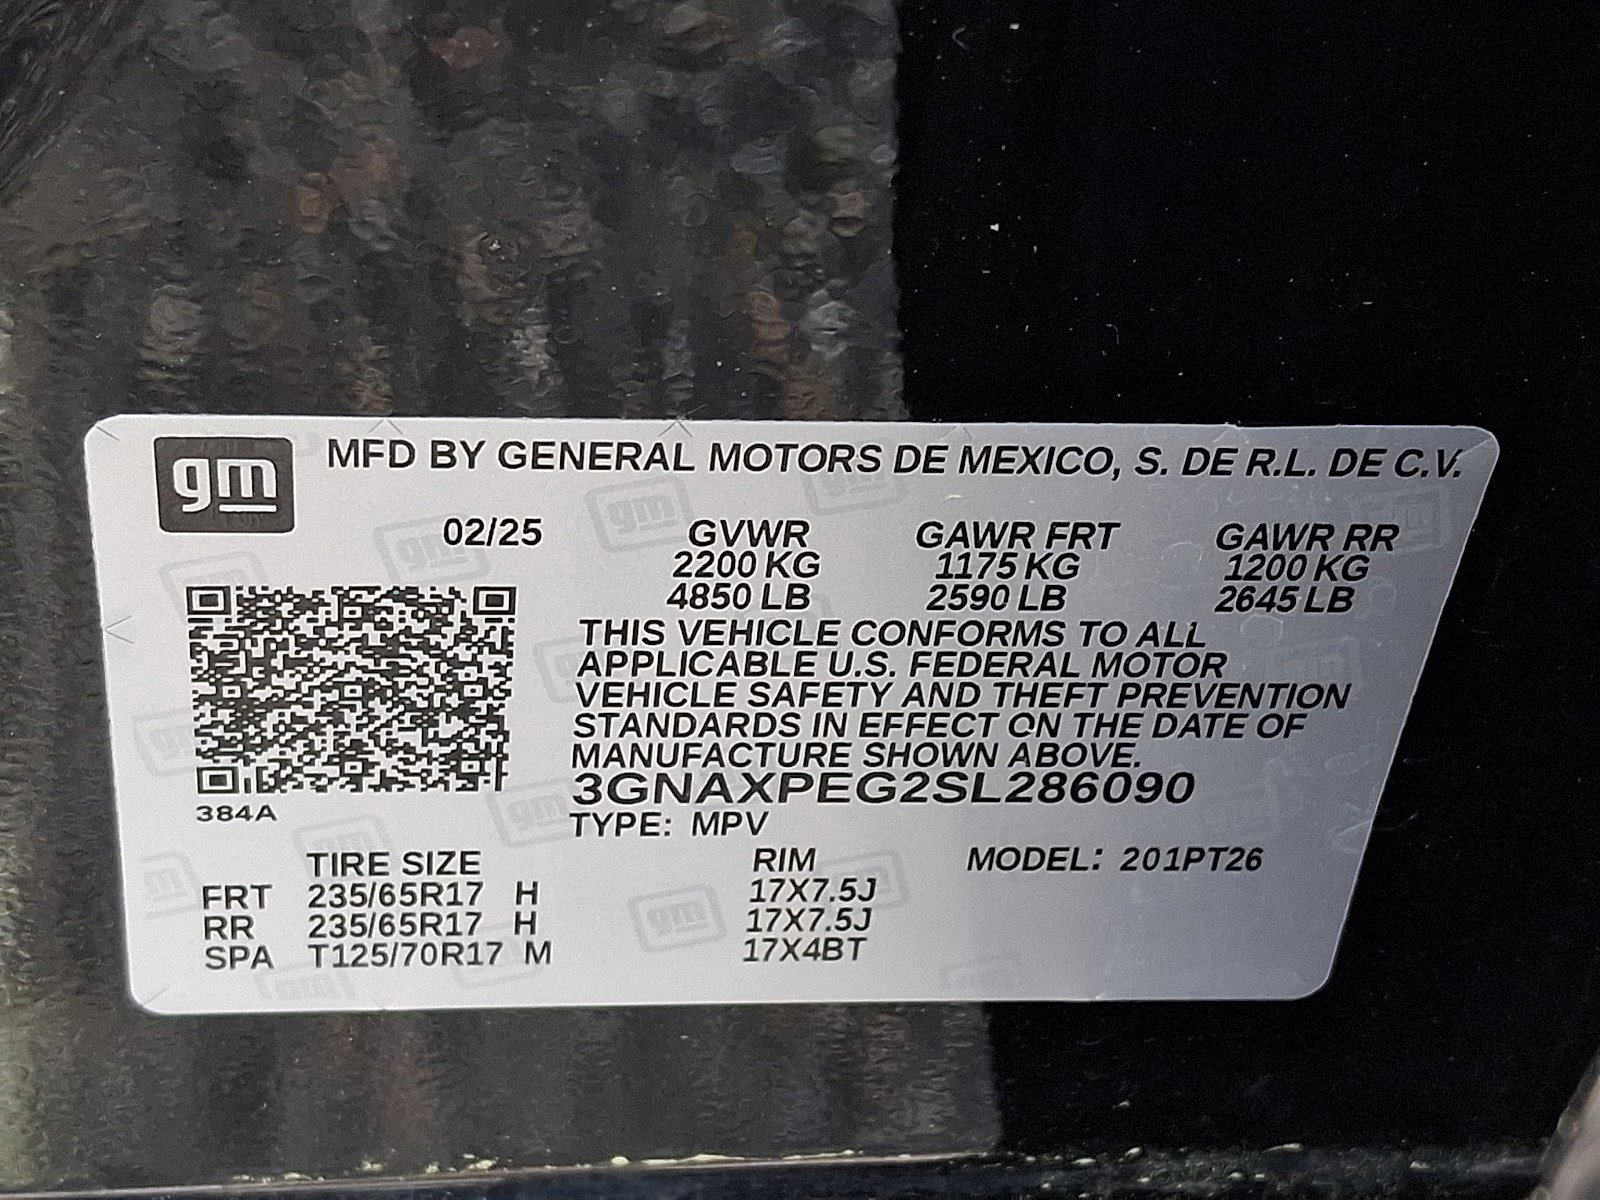 gm
MFD BY GENERAL MOTORS DE MEXICO, S. DE R.L. DE C.V.
02/25 GVWR GAWR FRT GAWR RR
2200 KG 1175 KG 1200 KG
4850 LB 2590 LB 2645 LB
THIS VEHICLE CONFORMS TO ALL
APPLICABLE U.S. FEDERAL MOTOR
VEHICLE SAFETY AND THEFT PREVENTION
STANDARDS IN EFFECT ON THE DATE OF
MANUFACTURE SHOWN ABOVE.
3GNAXPEG2SL286090
384A
TYPE: MPV
TIRE SIZE RIM MODEL: 201PT26
FRT 235/65R17 H 17X7.5J
RR 235/65R17 H 17X7.5J
SPA T125/70R17 M 17X4BT